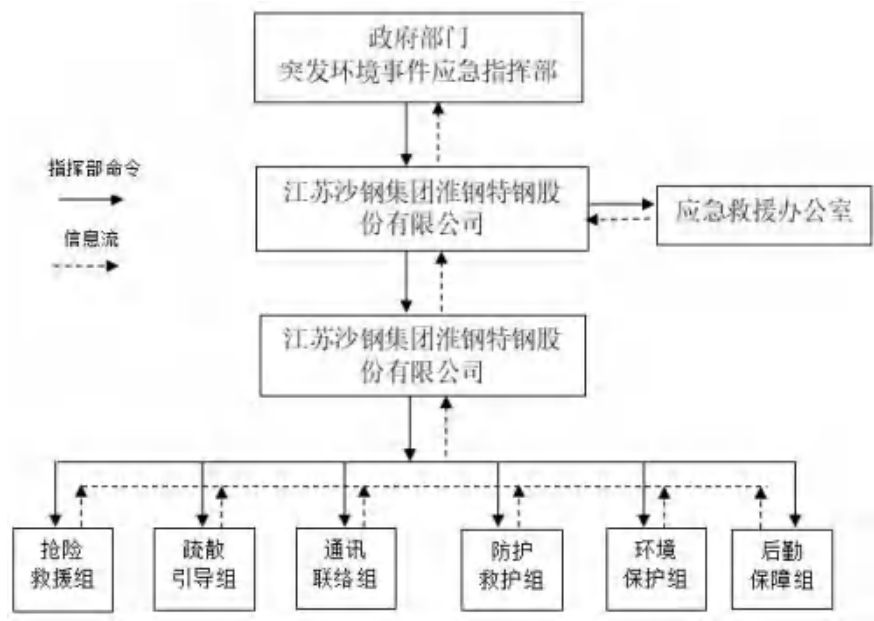 政府部门
突发环境事件应急指挥部
指挥部命令
江苏沙钢集团淮钢特钢股
份有限公司
应急救援办公室
信息流
江苏沙钢集团淮钢特钢股
份有限公司
抢险
救援组
疏散
引导组
通讯
联络组
防护
救护组
环境
保护组
后勤
保障组